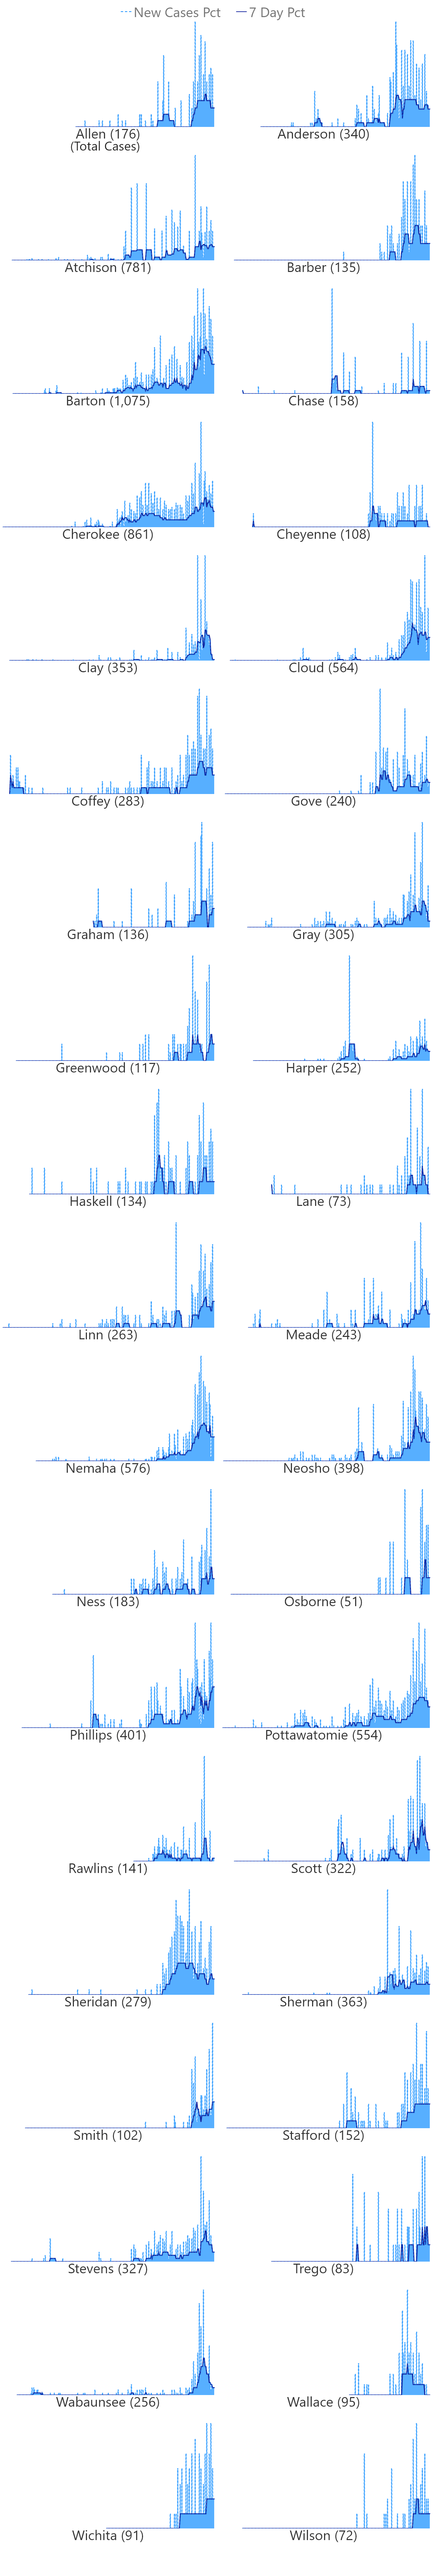 New Cases Pct 7 Day Pct
Allen (176)
(Total Cases)
Anderson (340)
Atchison (781)
Barber (135)
Barton (1,075)
Chase (158)
Cherokee (861)
Cheyenne (108)
Clay (353)
Cloud (564)
Coffey (283)
Gove (240)
Graham (136)
Gray (305)
Greenwood (117)
Harper (252)
Haskell (134)
Lane (73)
Linn (263)
Meade (243)
Nemaha (576)
Neosho (398)
Ness (183)
Osborne (51)
Phillips (401)
Pottawatomie (554)
Rawlins (141)
Scott (322)
Sheridan (279)
Sherman (363)
Smith (102)
Stafford (152)
Stevens (327)
Trego (83)
Wabaunsee (256)
Wallace (95)
Wichita (91)
Wilson (72)